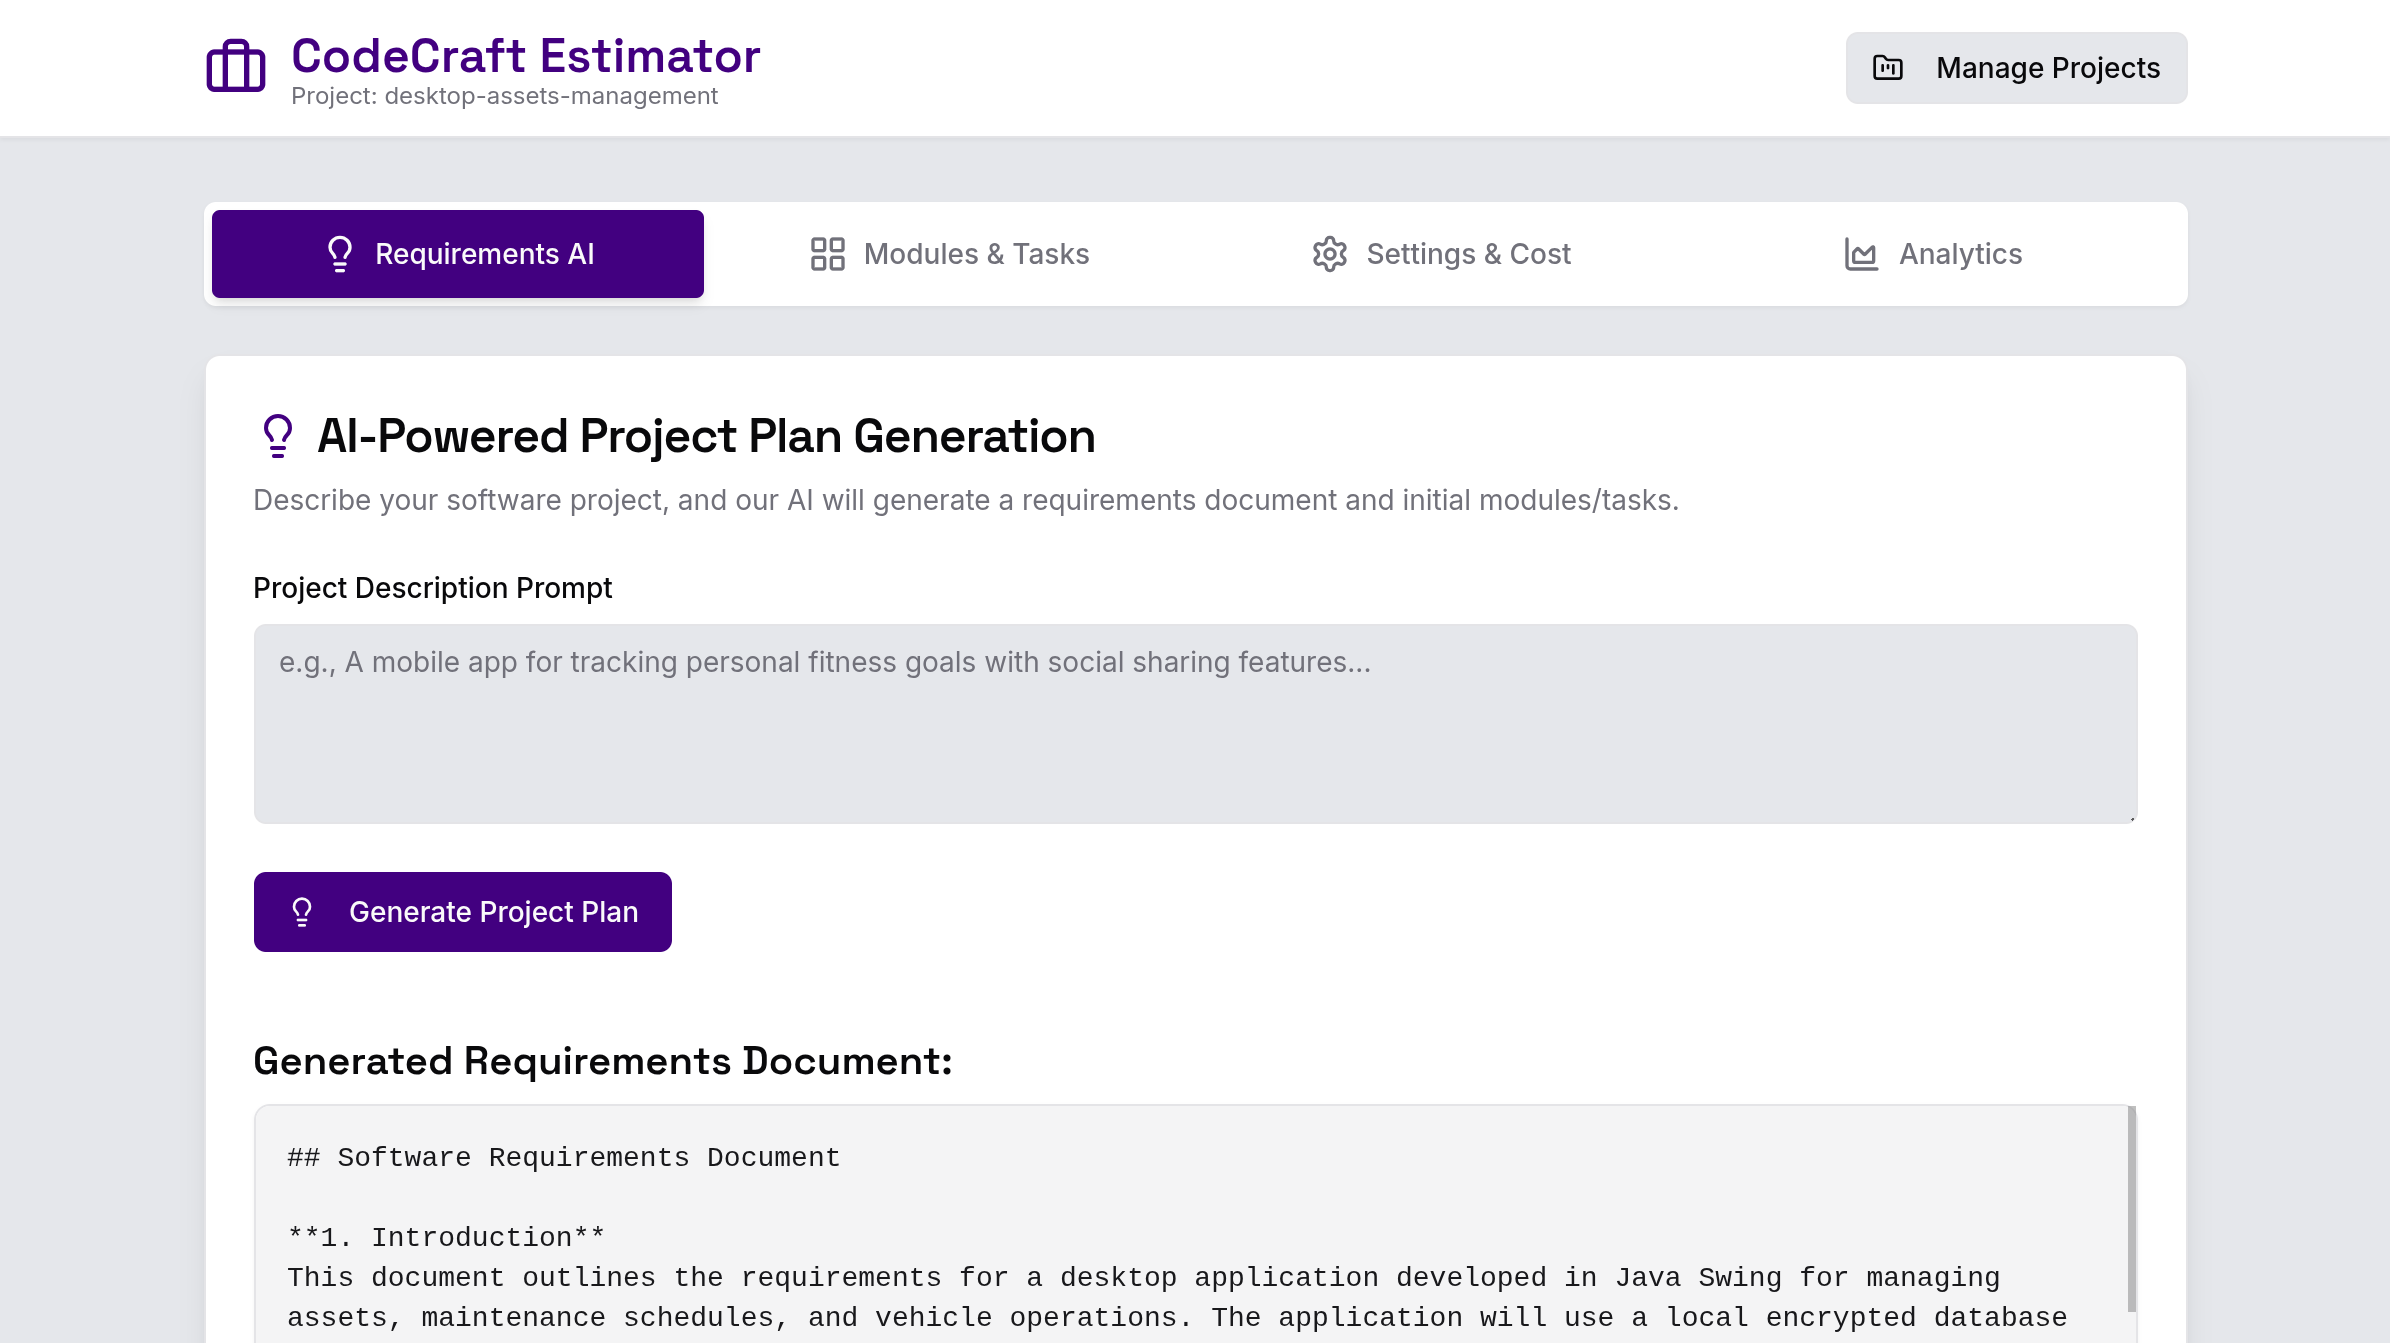 CodeCraft Estimator
Project: desktop-assets-management
Manage Projects
Requirements AI
Modules & Tasks
Settings & Cost
Analytics
AI-Powered Project Plan Generation
Describe your software project, and our AI will generate a requirements document and initial modules/tasks.
Project Description Prompt
e.g., A mobile app for tracking personal fitness goals with social sharing features...
Generate Project Plan
Generated Requirements Document:
## Software Requirements Document
**1. Introduction**
This document outlines the requirements for a desktop application developed in Java Swing for managing
assets, maintenance schedules, and vehicle operations. The application will use a local encrypted database